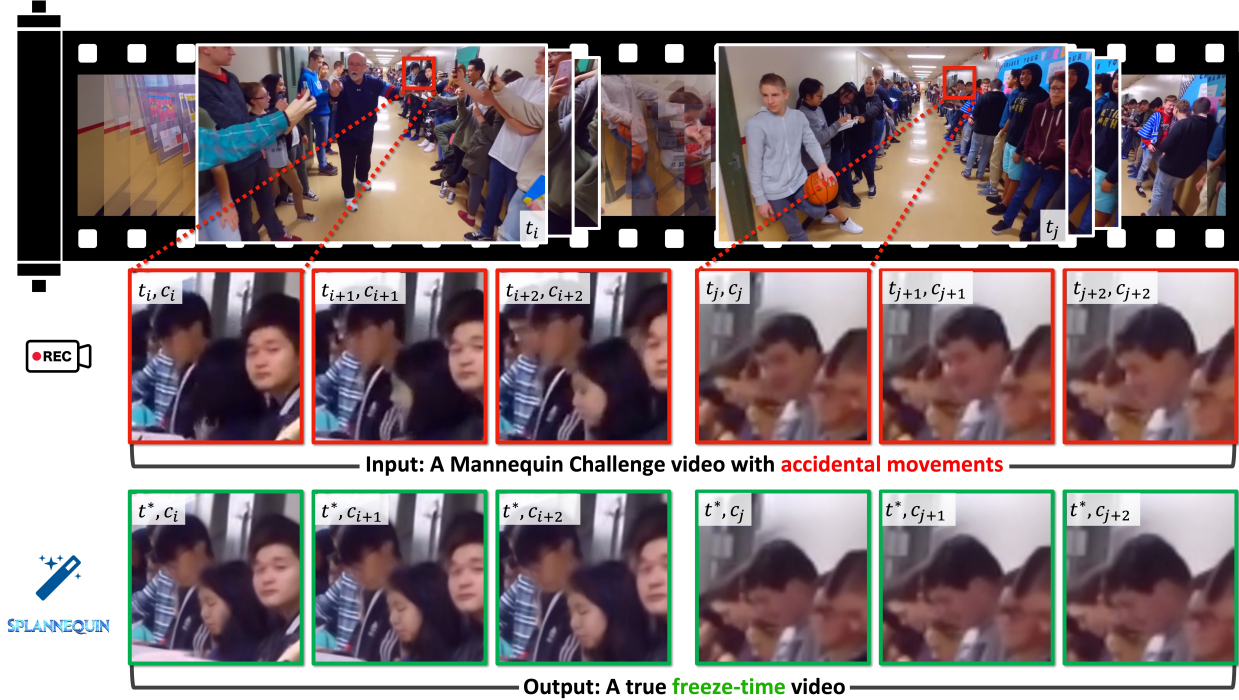 t_i
t_j
t_i, c_i
t_{i+1}, c_{i+1}
t_{i+2}, c_{i+2}
t_j, c_j
t_{j+1}, c_{j+1}
t_{j+2}, c_{j+2}
REC
Input: A Mannequin Challenge video with accidental movements
t*, c_i
t*, c_{i+1}
t*, c_{i+2}
t*, c_j
t*, c_{j+1}
t*, c_{j+2}
SPLANNEQUIN
Output: A true freeze-time video